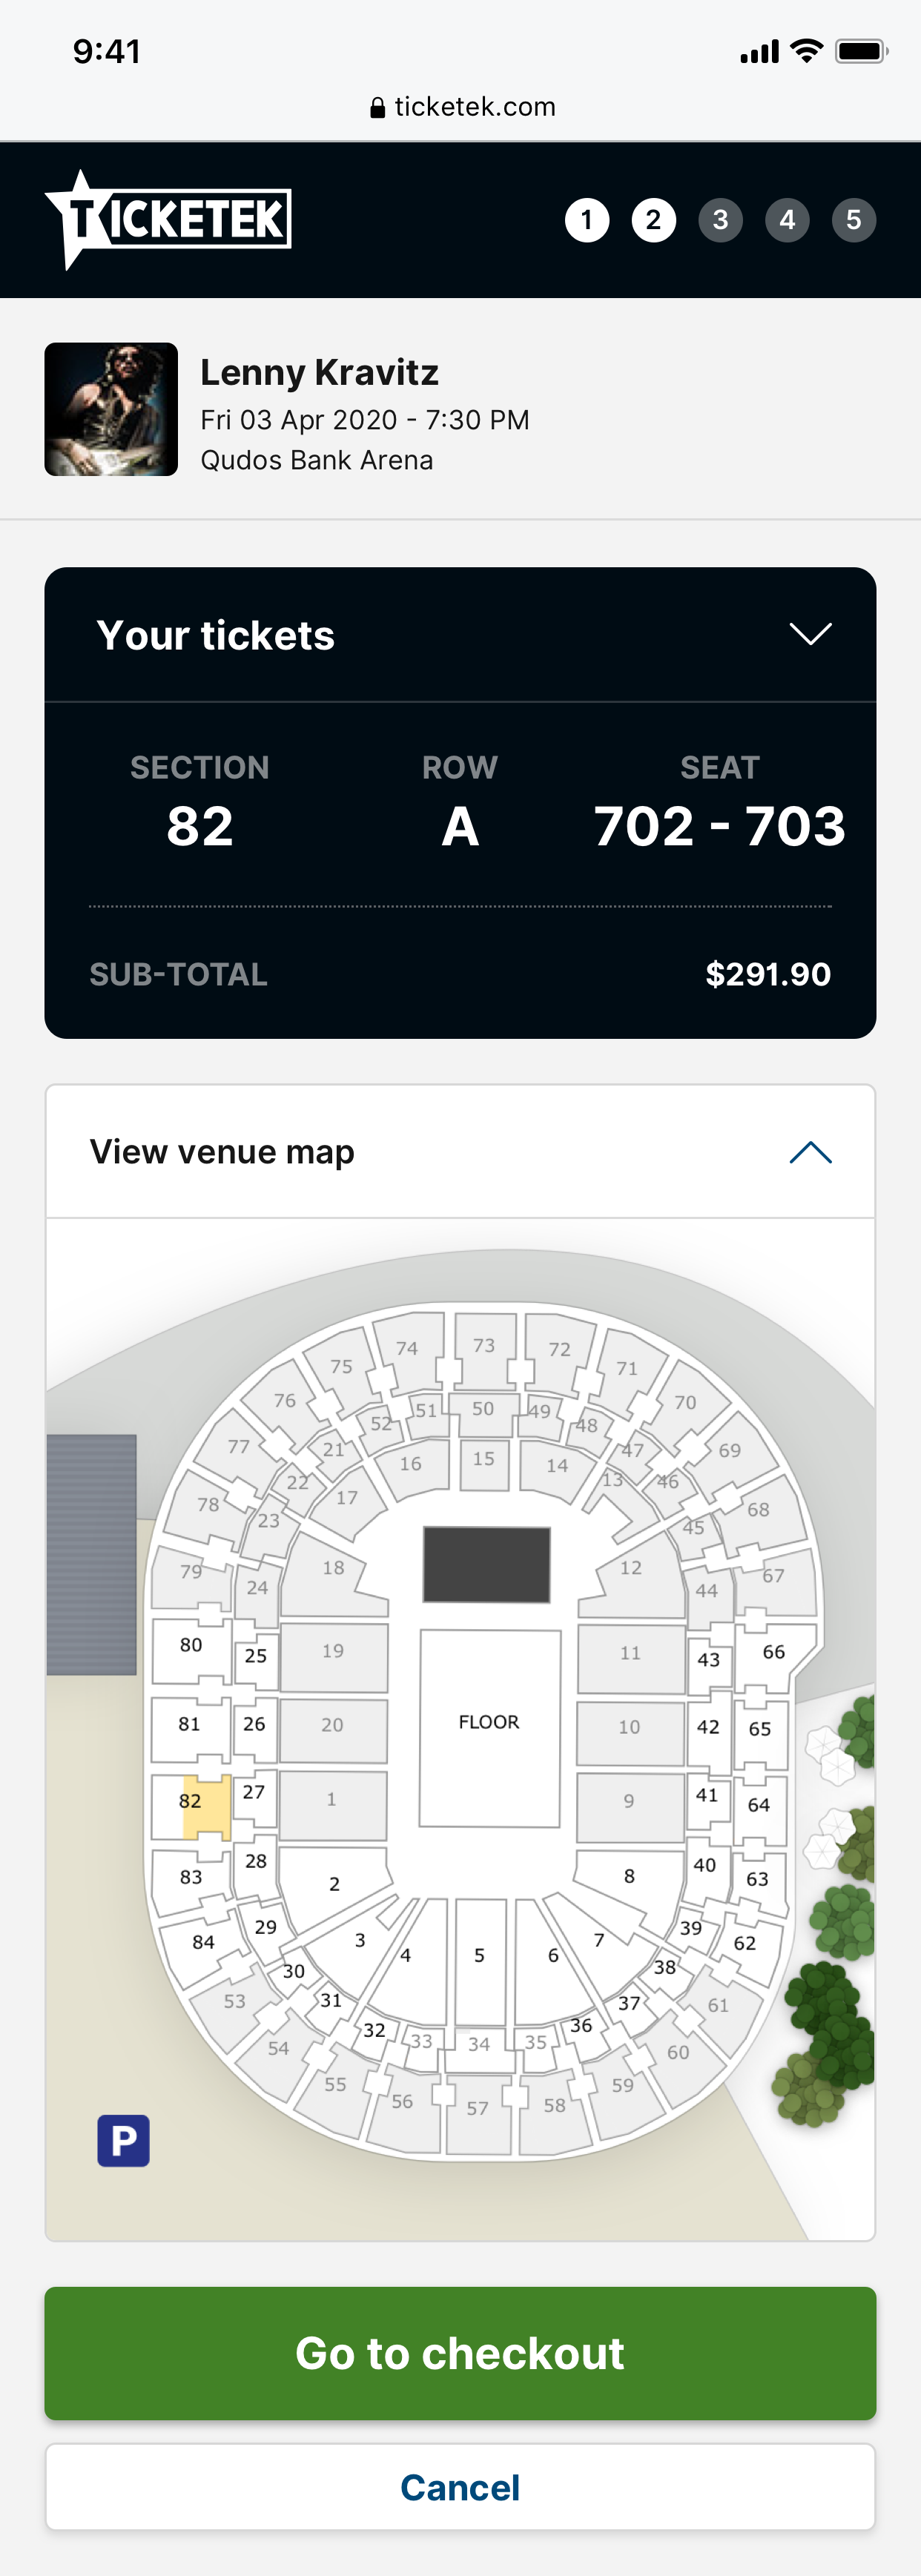 9:41
ticketek.com
TICKETEK
1 2 3 4 5
Lenny Kravitz
Fri 03 Apr 2020 - 7:30 PM
Qudos Bank Arena
Your tickets
SECTION ROW SEAT
82 A 702 - 703
SUB-TOTAL $291.90
View venue map
74 73 72
75 71
76 70
52 51 50 49 48
77 21 47 69
16 15 14
22 17 13 46
78 23 45 68
79 24 18 12 44 67
80 25 19 11 43 66
81 26 20 FLOOR 10 42 65
82 27 1 9 41 64
83 28 2 8 40 63
84 29 3 4 5 6 7 39 62
30 38
53 31 37 61
32 33 34 35 36
54 60
55 56 57 58 59
P
Go to checkout
Cancel